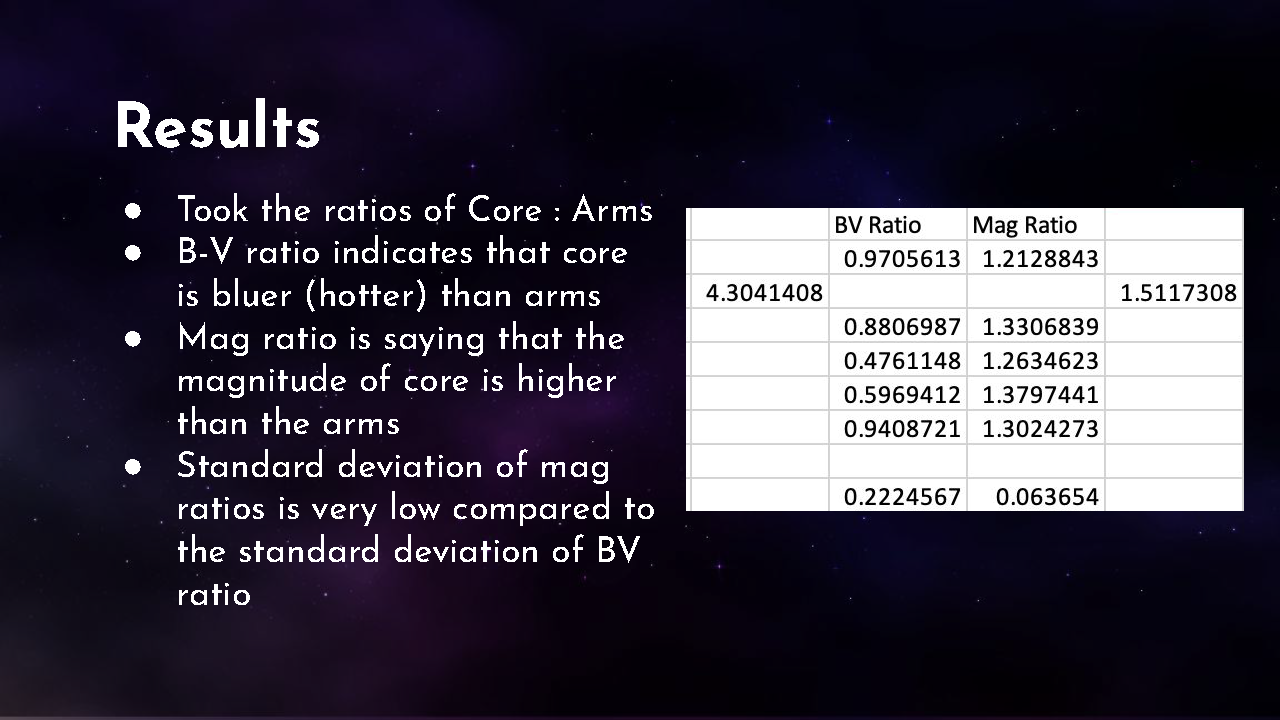 Results
● Took the ratios of Core : Arms
● B-V ratio indicates that core
is bluer (hotter) than arms
● Mag ratio is saying that the
magnitude of core is higher
than the arms
● Standard deviation of mag
ratios is very low compared to
the standard deviation of BV
ratio
BV Ratio Mag Ratio
0.9705613 1.2128843
4.3041408 1.5117308
0.8806987 1.3306839
0.4761148 1.2634623
0.5969412 1.3797441
0.9408721 1.3024273
0.2224567 0.063654